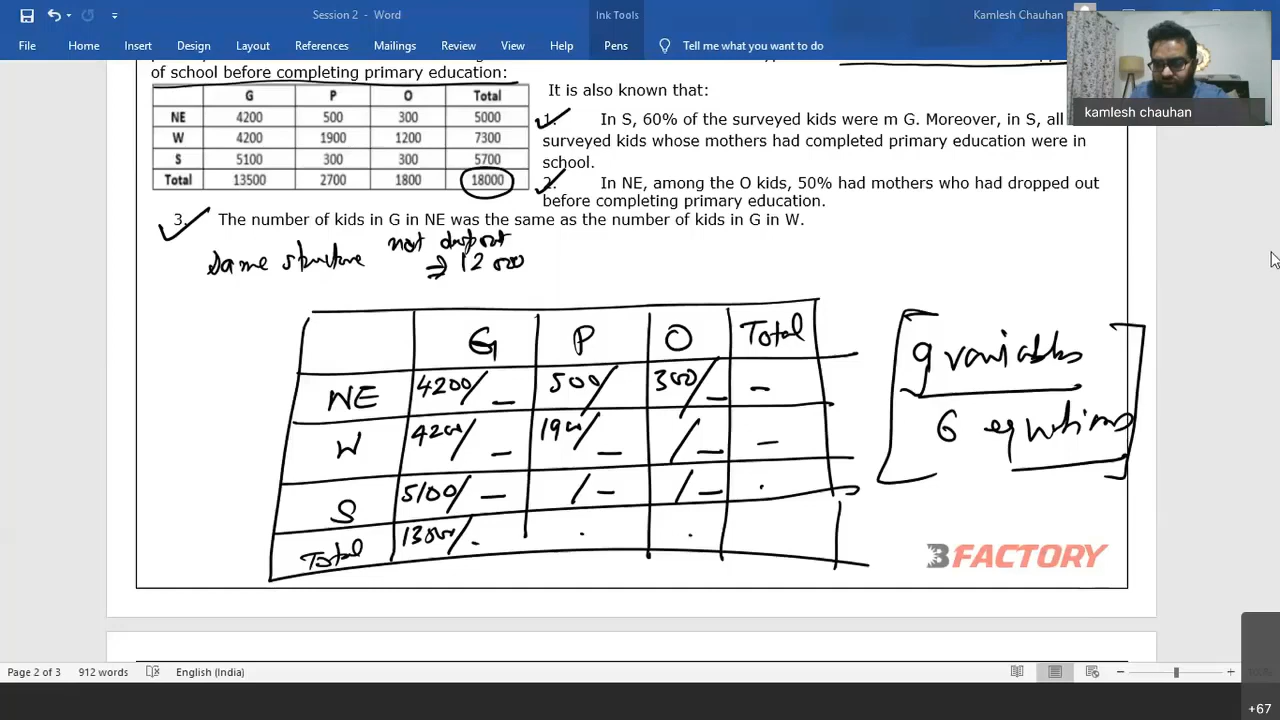 Session 2 - Word
Ink Tools
Kamlesh Chauhan
File Home Insert Design Layout References Mailings Review View Help Pens Tell me what you want to do
of school before completing primary education:
kamlesh chauhan
G P O Total
NE 4200 500 300 5000
W 4200 1900 1200 7300
S 5100 300 300 5700
Total 13500 2700 1800 18000
It is also known that:
1. In S, 60% of the surveyed kids were m G. Moreover, in S, all
surveyed kids whose mothers had completed primary education were in
school.
2. In NE, among the O kids, 50% had mothers who had dropped out
before completing primary education.
3. The number of kids in G in NE was the same as the number of kids in G in W.
same structure
not dropout
⇒ 12000
G P O Total
NE 4200/_ 500/ 300/_ -
W 4200/_ 190/_ /_ -
S 5100/- /- /- .
Total 13000/- . .
9 variables
6 equations
3FACTORY
Page 2 of 3 912 words English (India)
+67